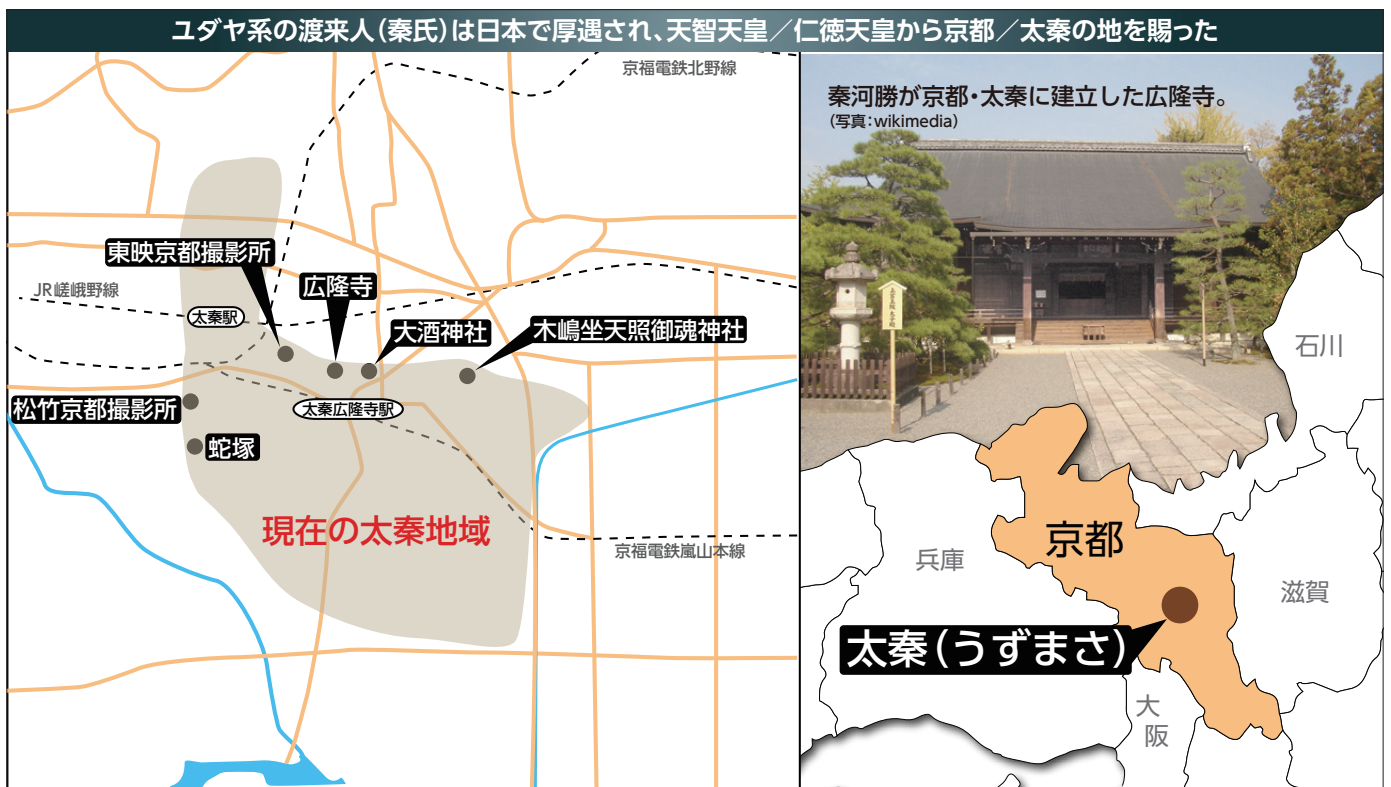 ユダヤ系の渡来人(秦氏)は日本で厚遇され、天智天皇/仁徳天皇から京都/太秦の地を賜った
京福電鉄北野線
東映京都撮影所
広隆寺
JR嵯峨野線
太秦駅
大酒神社
木嶋坐天照御魂神社
松竹京都撮影所
太秦広隆寺駅
蛇塚
現在の太秦地域
京福電鉄嵐山本線
秦河勝が京都・太秦に建立した広隆寺。
(写真:wikimedia)
石川
京都
兵庫
滋賀
太秦(うずまさ)
大
阪